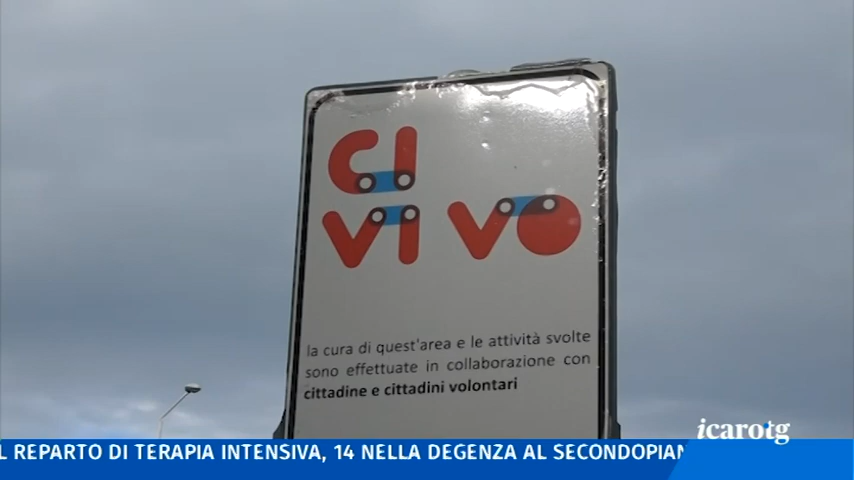 CI
VI VO
la cura di quest'area e le attività svolte
sono effettuate in collaborazione con
cittadine e cittadini volontari
icarotg
L REPARTO DI TERAPIA INTENSIVA, 14 NELLA DEGENZA AL SECONDOPIAN